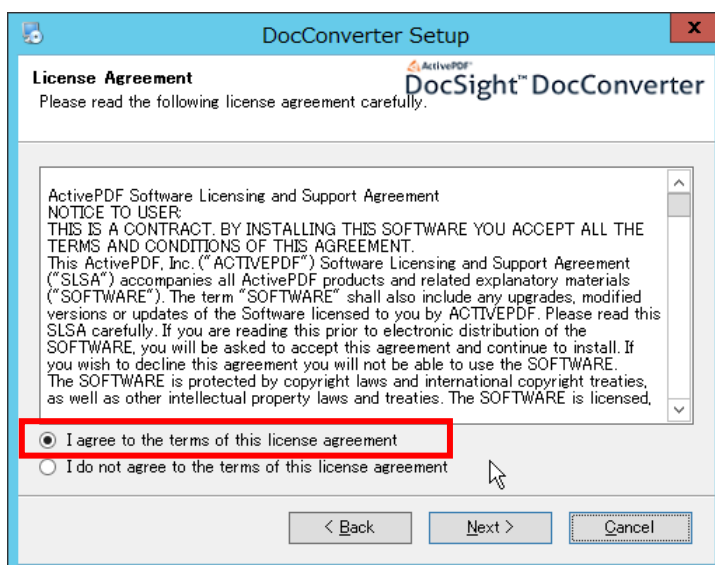 DocConverter Setup
x
License Agreement
Please read the following license agreement carefully.
ActivePDF®
DocSight™ DocConverter
ActivePDF Software Licensing and Support Agreement
NOTICE TO USER:
THIS IS A CONTRACT. BY INSTALLING THIS SOFTWARE YOU ACCEPT ALL THE
TERMS AND CONDITIONS OF THIS AGREEMENT.
This ActivePDF, Inc. ("ACTIVEPDF") Software Licensing and Support Agreement
("SLSA") accompanies all ActivePDF products and related explanatory materials
("SOFTWARE"). The term "SOFTWARE" shall also include any upgrades, modified
versions or updates of the Software licensed to you by ACTIVEPDF. Please read this
SLSA carefully. If you are reading this prior to electronic distribution of the
SOFTWARE, you will be asked to accept this agreement and continue to install. If
you wish to decline this agreement you will not be able to use the SOFTWARE.
The SOFTWARE is protected by copyright laws and international copyright treaties,
as well as other intellectual property laws and treaties. The SOFTWARE is licensed,
I agree to the terms of this license agreement
I do not agree to the terms of this license agreement
< Back
Next >
Cancel